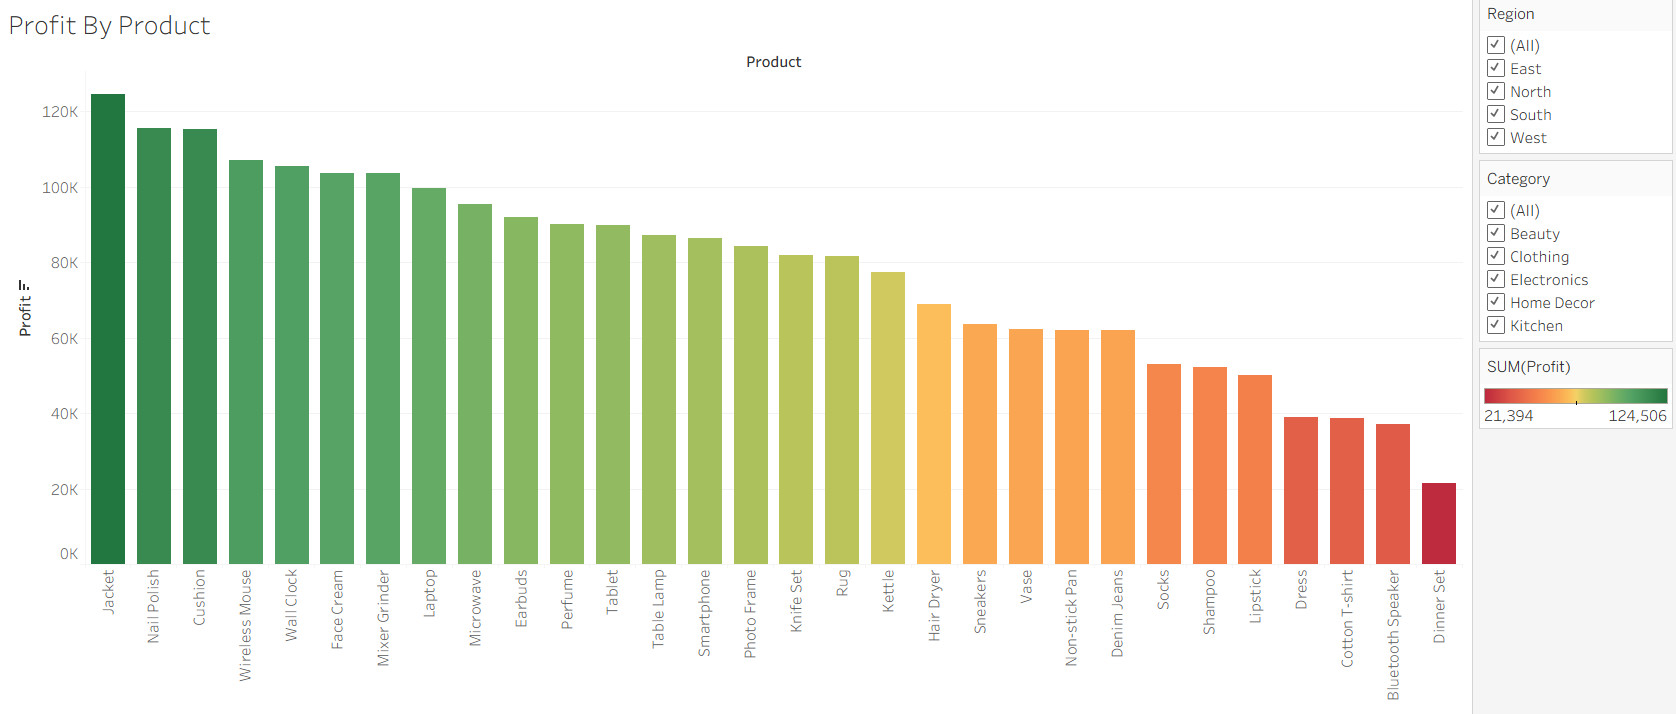 Profit By Product
Product
Profit
120K
100K
80K
60K
40K
20K
0K
Jacket
Nail Polish
Cushion
Wireless Mouse
Wall Clock
Face Cream
Mixer Grinder
Laptop
Microwave
Earbuds
Perfume
Tablet
Table Lamp
Smartphone
Photo Frame
Knife Set
Rug
Kettle
Hair Dryer
Sneakers
Vase
Non-stick Pan
Denim Jeans
Socks
Shampoo
Lipstick
Dress
Cotton T-shirt
Bluetooth Speaker
Dinner Set
Region
(All)
East
North
South
West
Category
(All)
Beauty
Clothing
Electronics
Home Decor
Kitchen
SUM(Profit)
21,394 124,506